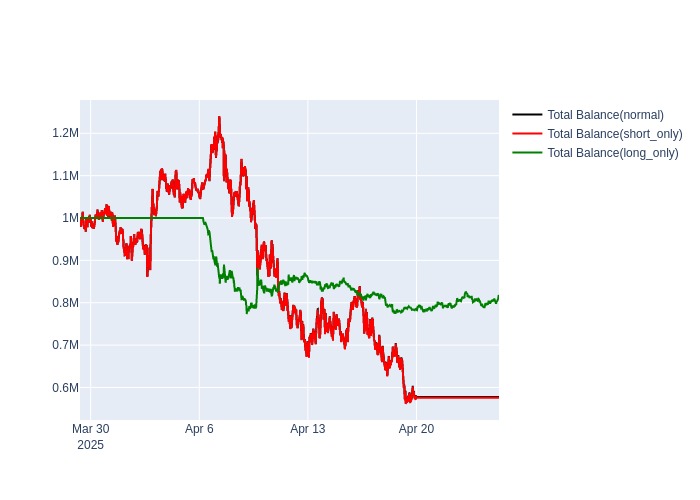 1.2M
1.1M
1M
0.9M
0.8M
0.7M
0.6M
Mar 30
2025
Apr 6
Apr 13
Apr 20
Total Balance(normal)
Total Balance(short_only)
Total Balance(long_only)